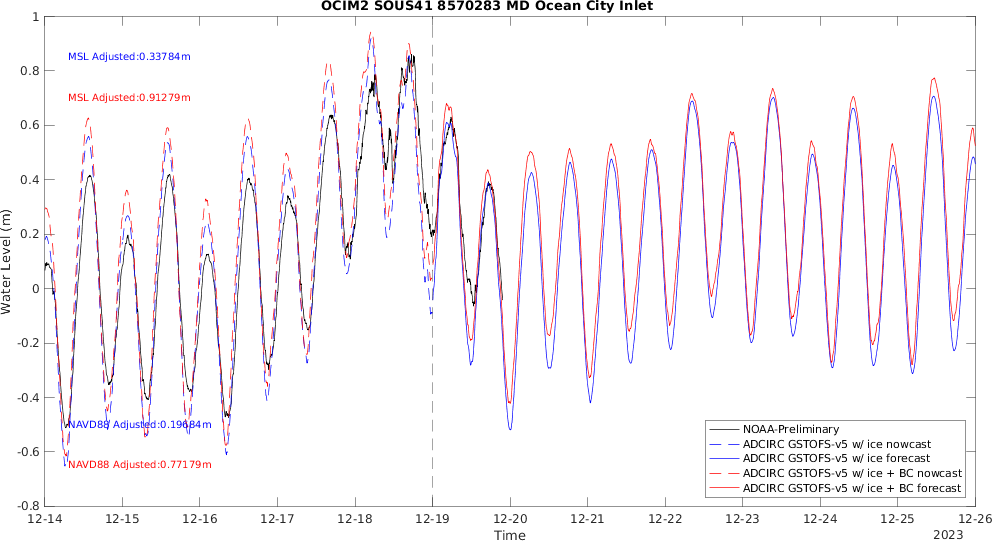 OCIM2 SOUS41 8570283 MD Ocean City Inlet
1
0.8
0.6
0.4
0.2
0
-0.2
-0.4
-0.6
-0.8
Water Level (m)
MSL Adjusted:0.33784m
MSL Adjusted:0.91279m
NAVD88 Adjusted:0.19684m
NAVD88 Adjusted:0.77179m
NOAA-Preliminary
ADCIRC GSTOFS-v5 w/ ice nowcast
ADCIRC GSTOFS-v5 w/ ice forecast
ADCIRC GSTOFS-v5 w/ ice + BC nowcast
ADCIRC GSTOFS-v5 w/ ice + BC forecast
12-14 12-15 12-16 12-17 12-18 12-19 12-20 12-21 12-22 12-23 12-24 12-25 12-26
Time
2023